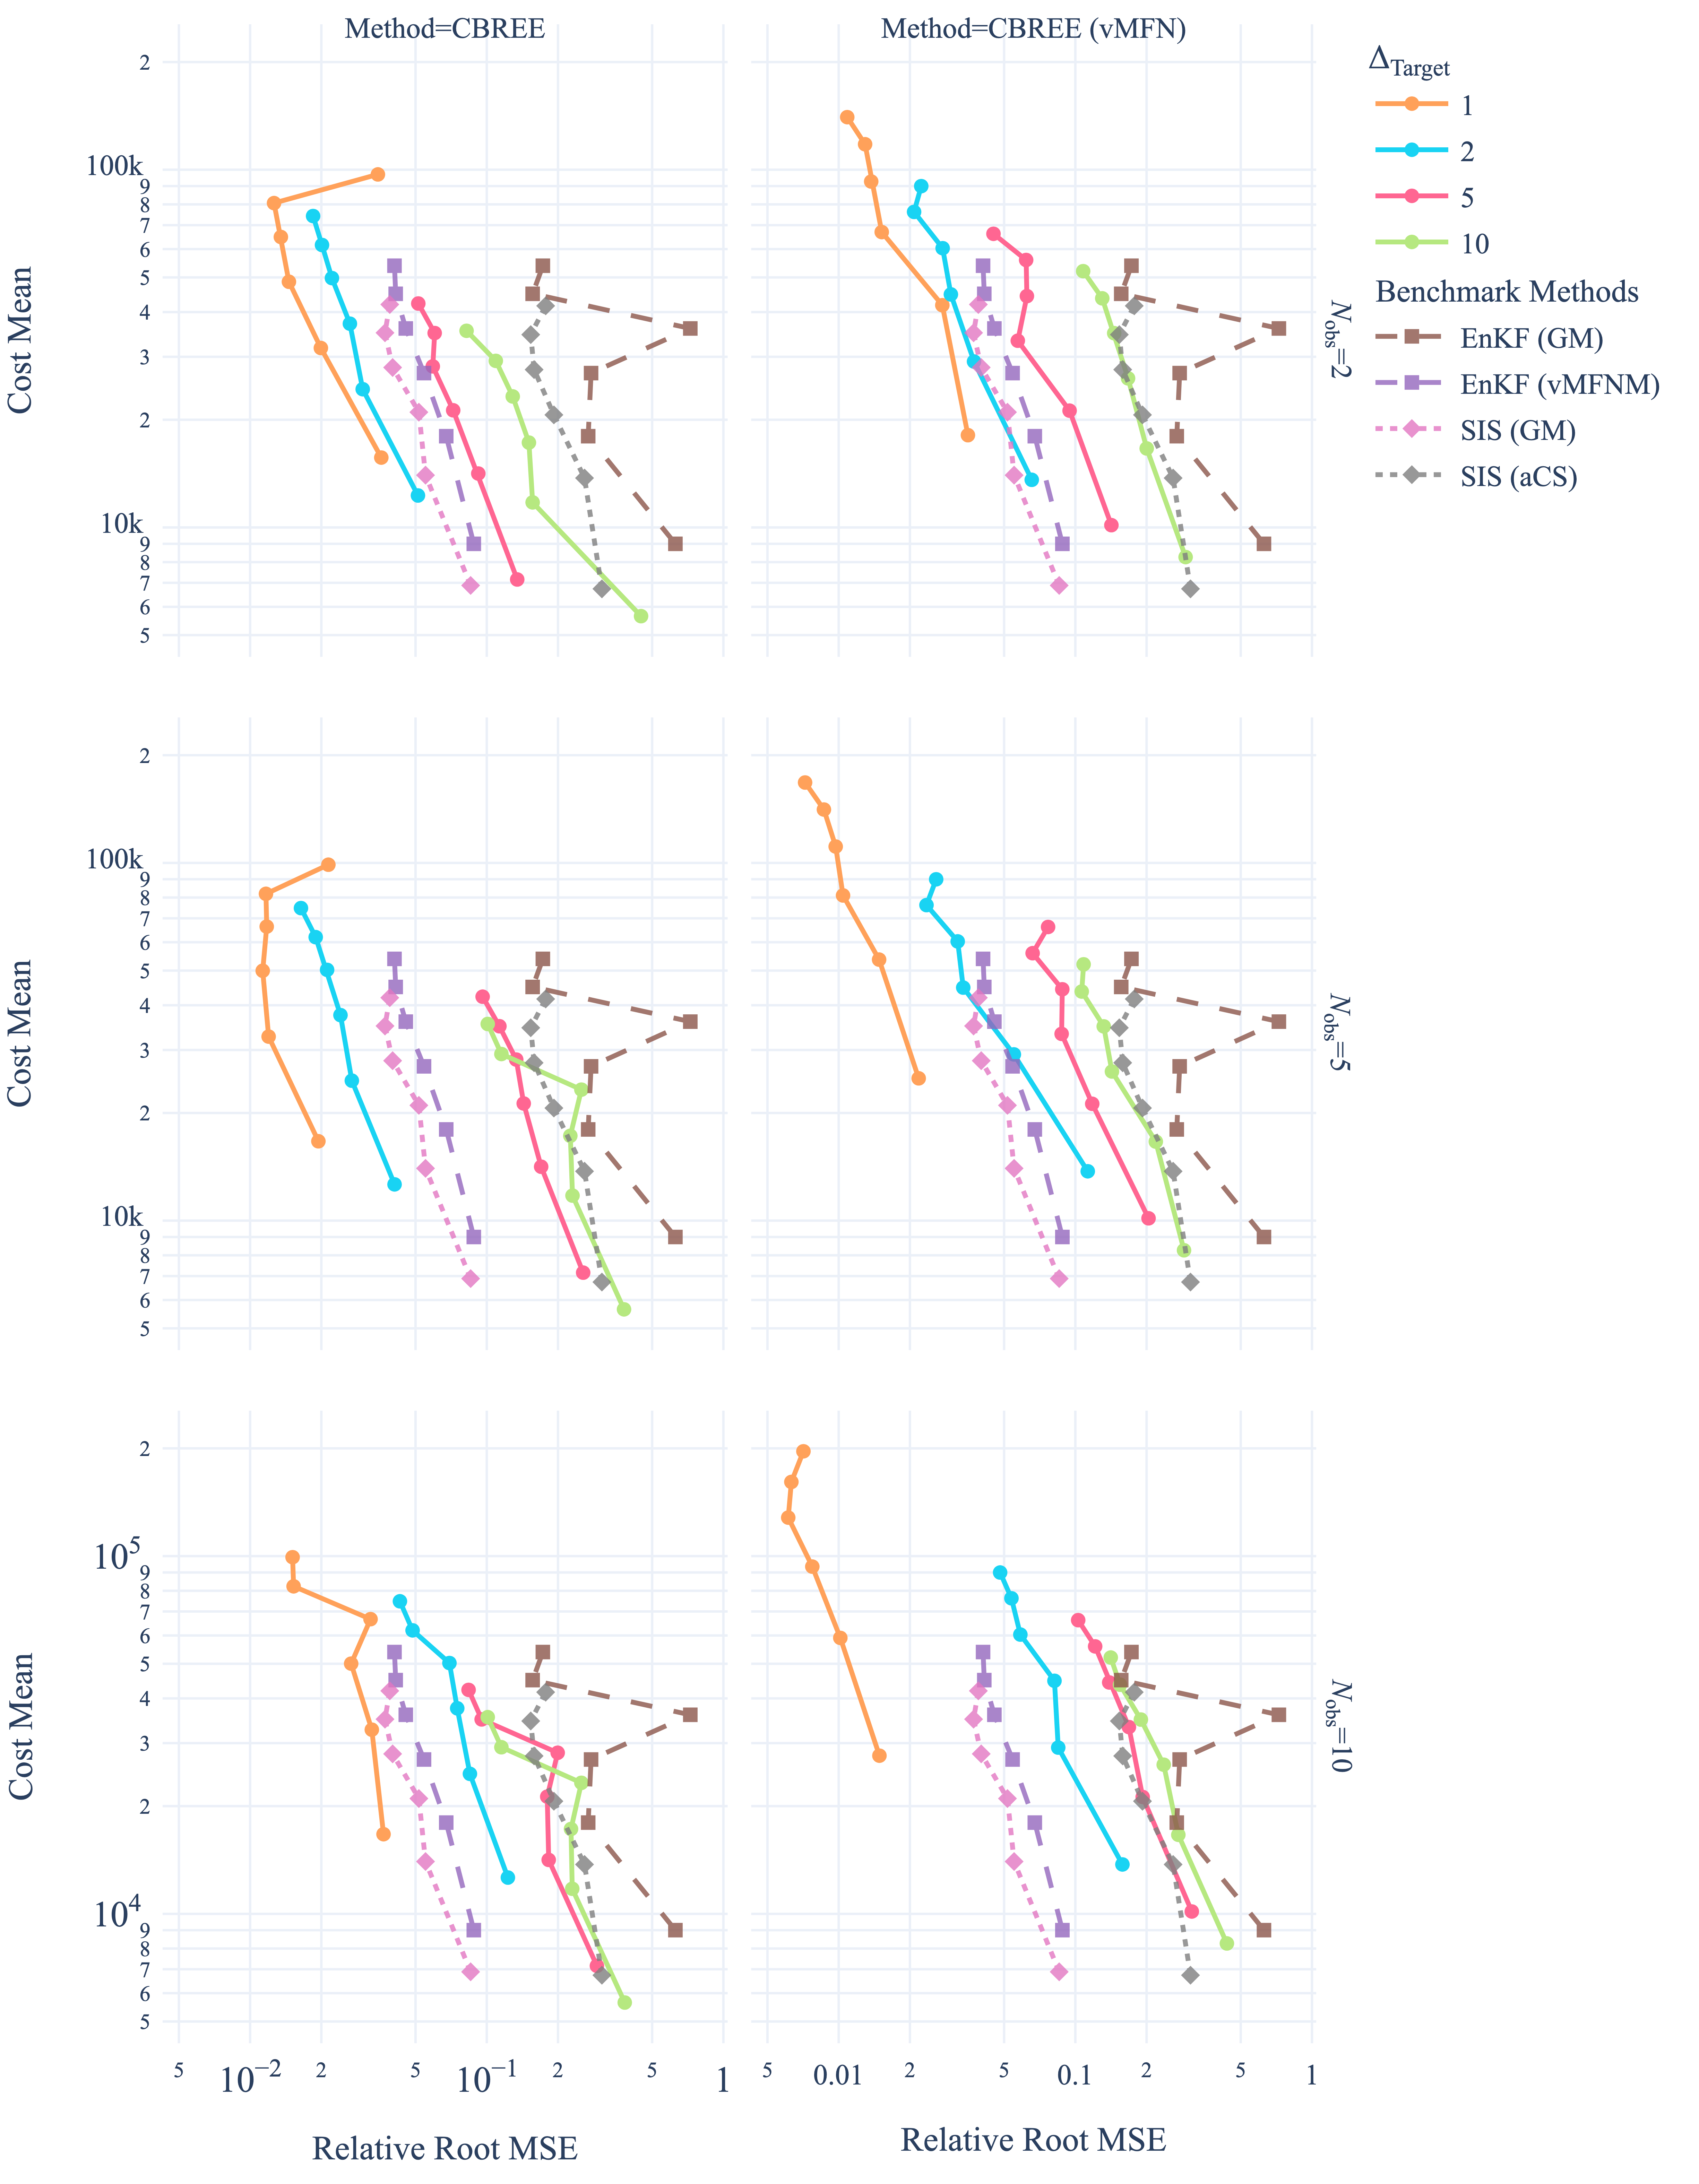 Method=CBREE
Method=CBREE (vMFN)
Δ_Target
1
2
5
10
Benchmark Methods
EnKF (GM)
EnKF (vMFNM)
SIS (GM)
SIS (aCS)
Cost Mean
2
100k
9
8
7
6
5
4
3
2
10k
9
8
7
6
5
N_obs=2
Cost Mean
2
100k
9
8
7
6
5
4
3
2
10k
9
8
7
6
5
N_obs=5
Cost Mean
2
10^5
9
8
7
6
5
4
3
2
10^4
9
8
7
6
5
N_obs=10
5 10^−2 2 5 10^−1 2 5 1
5 0.01 2 5 0.1 2 5 1
Relative Root MSE
Relative Root MSE